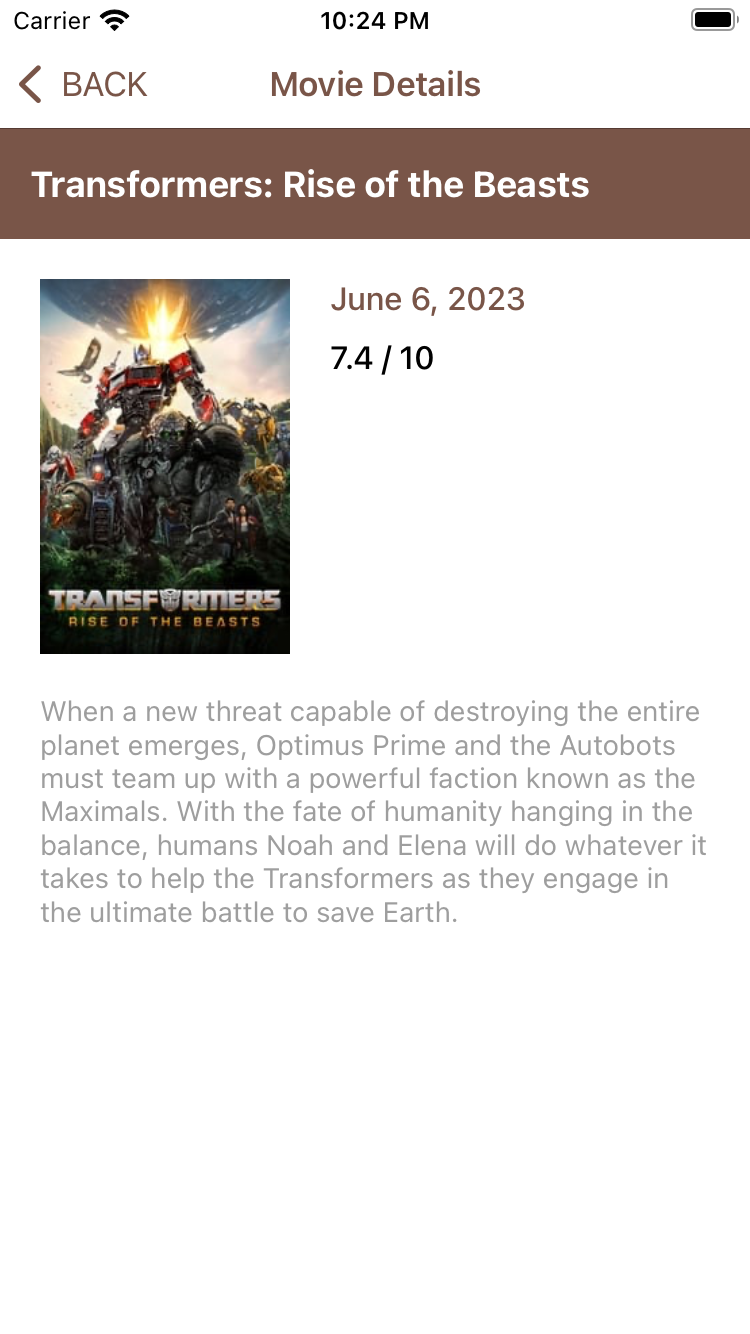 Carrier 10:24 PM
BACK Movie Details
Transformers: Rise of the Beasts
June 6, 2023
7.4 / 10
TRANSFORMERS
RISE OF THE BEASTS
When a new threat capable of destroying the entire
planet emerges, Optimus Prime and the Autobots
must team up with a powerful faction known as the
Maximals. With the fate of humanity hanging in the
balance, humans Noah and Elena will do whatever it
takes to help the Transformers as they engage in
the ultimate battle to save Earth.